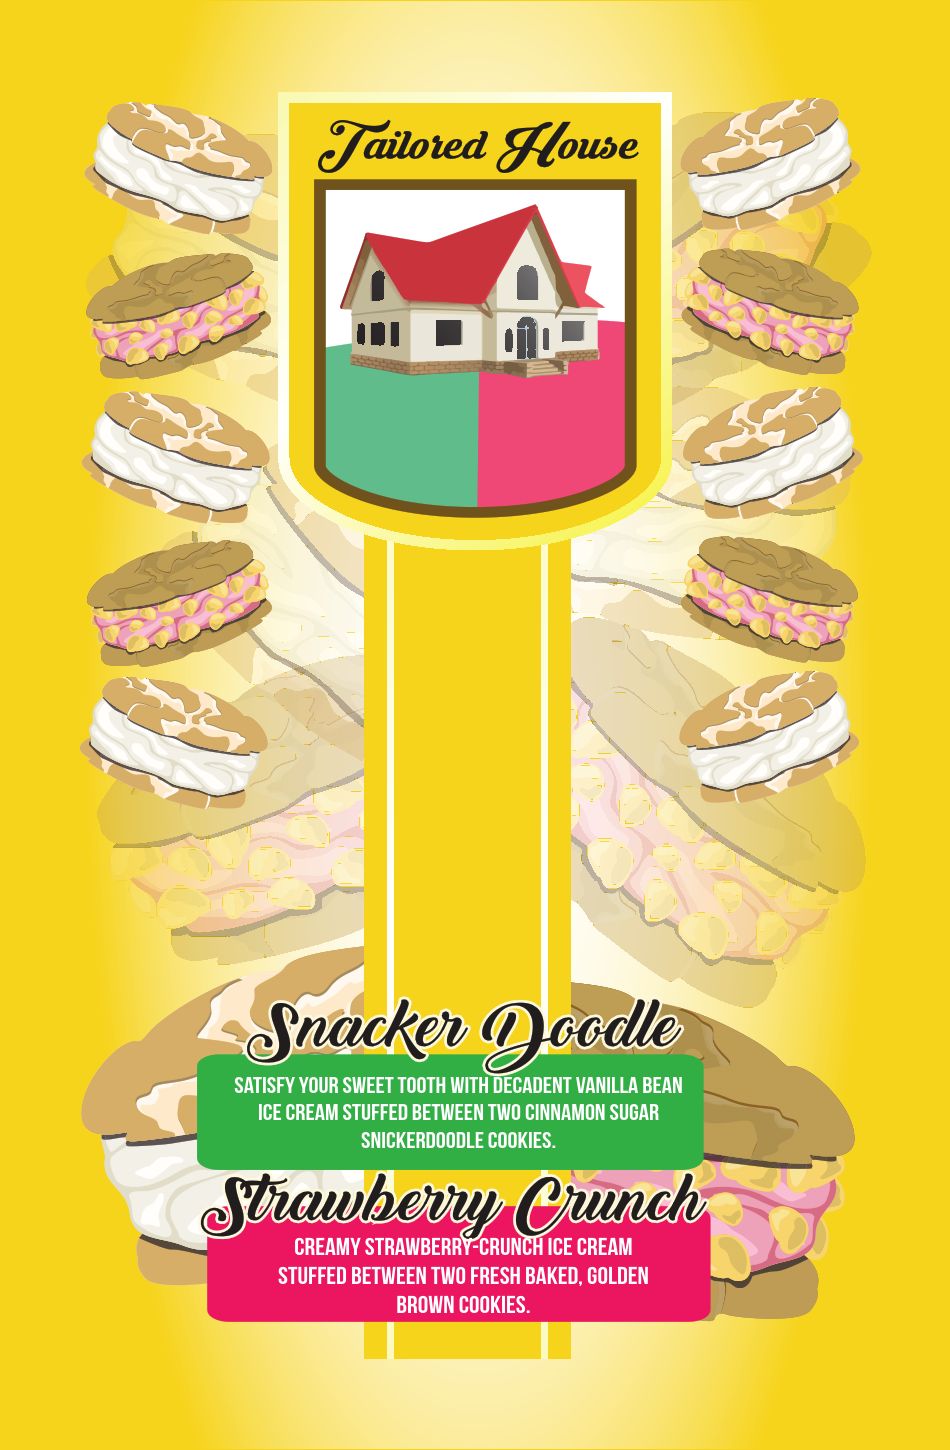 Tailored House
Snacker Doodle
SATISFY YOUR SWEET TOOTH WITH DECADENT VANILLA BEAN
ICE CREAM STUFFED BETWEEN TWO CINNAMON SUGAR
SNICKERDOODLE COOKIES.
Strawberry Crunch
CREAMY STRAWBERRY-CRUNCH ICE CREAM
STUFFED BETWEEN TWO FRESH BAKED, GOLDEN
BROWN COOKIES.